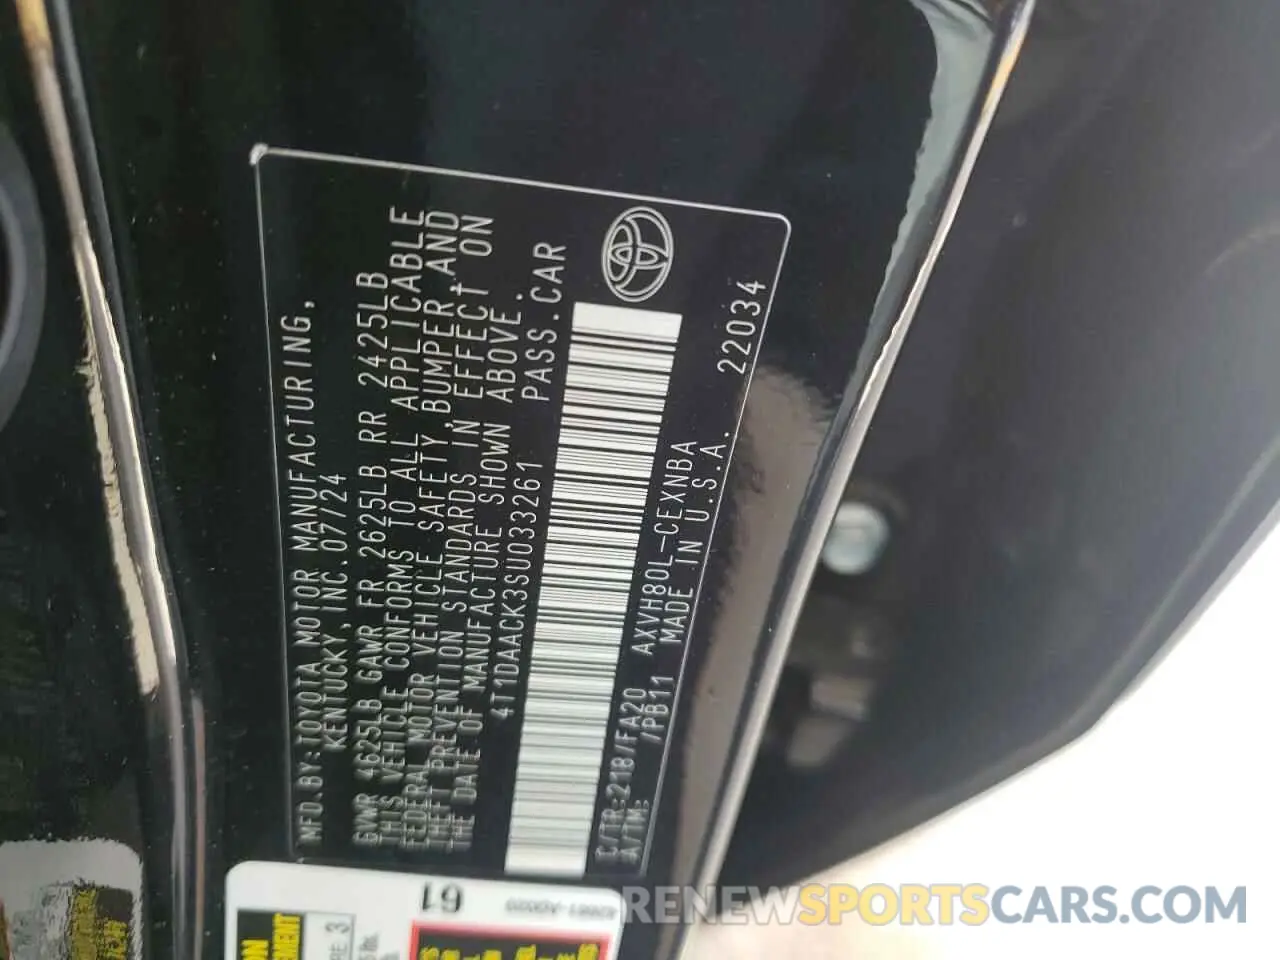 MFD.BY:TOYOTA MOTOR MANUFACTURING,
KENTUCKY,INC.07/24
GVWR 4625LB GAWR FR 2625LB RR 2425LB
THIS VEHICLE CONFORMS TO ALL APPLICABLE
FEDERAL MOTOR VEHICLE SAFETY,BUMPER,AND
THEFT PREVENTION STANDARDS IN EFFECT ON
THE DATE OF MANUFACTURE SHOWN ABOVE.
4T1DAACK3SU033261 PASS.CAR
C/TR:218/FA20 AXVH80L-CEXNBA
A/TM: /PB11 MADE IN U.S.A. 22034
61
RENEWSPORTSCARS.COM